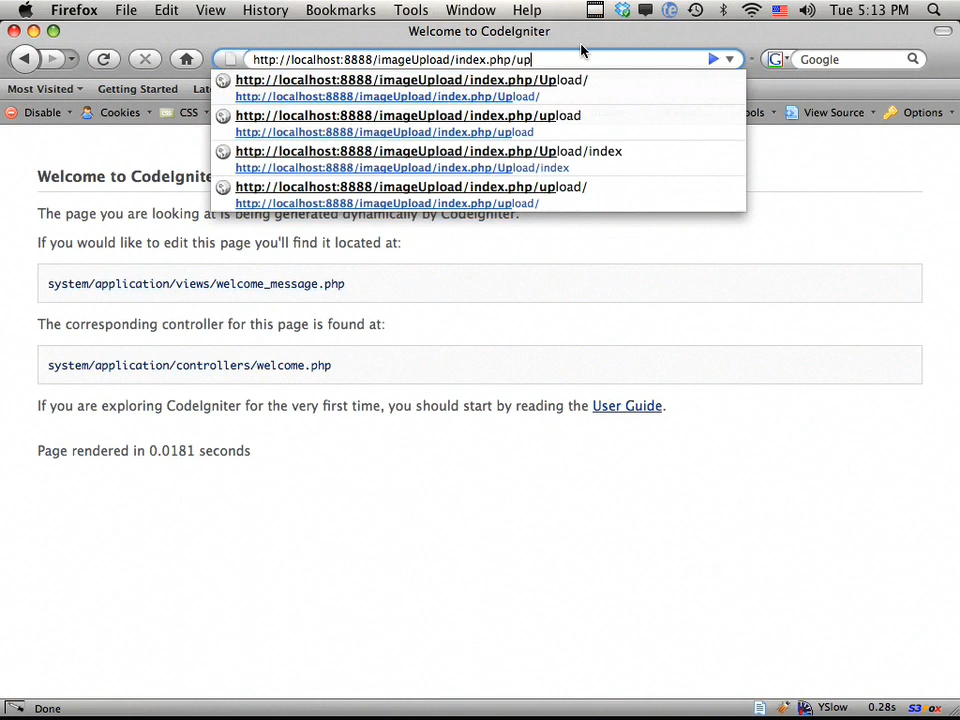 Firefox File Edit View History Bookmarks Tools Window Help Tue 5:13 PM
Welcome to CodeIgniter
http://localhost:8888/imageUpload/index.php/up
Google
http://localhost:8888/imageUpload/index.php/Upload/
http://localhost:8888/imageUpload/index.php/Upload/
Most Visited Getting Started Lat
Disable Cookies CSS ools View Source Options
http://localhost:8888/imageUpload/index.php/upload
http://localhost:8888/imageUpload/index.php/upload
http://localhost:8888/imageUpload/index.php/Upload/index
http://localhost:8888/imageUpload/index.php/Upload/index
http://localhost:8888/imageUpload/index.php/upload/
http://localhost:8888/imageUpload/index.php/upload/
Welcome to CodeIgnite
The page you are looking at is being generated dynamically by CodeIgniter.
If you would like to edit this page you'll find it located at:
system/application/views/welcome_message.php
The corresponding controller for this page is found at:
system/application/controllers/welcome.php
If you are exploring CodeIgniter for the very first time, you should start by reading the User Guide.
Page rendered in 0.0181 seconds
Done YSlow 0.28s S3Fox